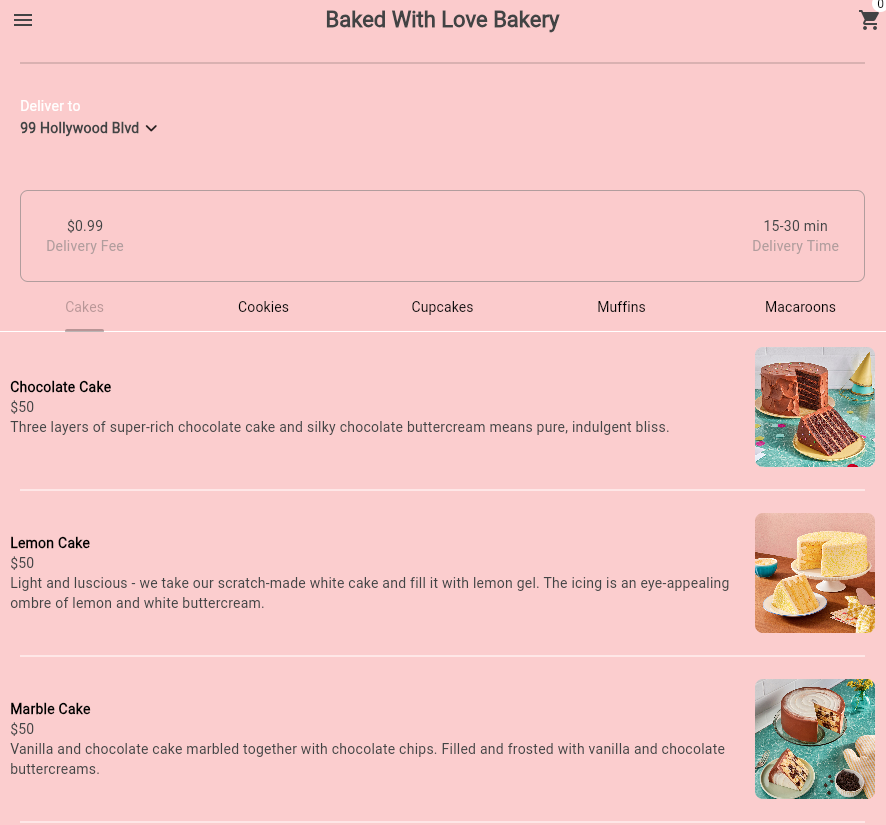 Baked With Love Bakery
0
Deliver to
99 Hollywood Blvd
$0.99
Delivery Fee
15-30 min
Delivery Time
Cakes Cookies Cupcakes Muffins Macaroons
Chocolate Cake
$50
Three layers of super-rich chocolate cake and silky chocolate buttercream means pure, indulgent bliss.
Lemon Cake
$50
Light and luscious - we take our scratch-made white cake and fill it with lemon gel. The icing is an eye-appealing
ombre of lemon and white buttercream.
Marble Cake
$50
Vanilla and chocolate cake marbled together with chocolate chips. Filled and frosted with vanilla and chocolate
buttercreams.